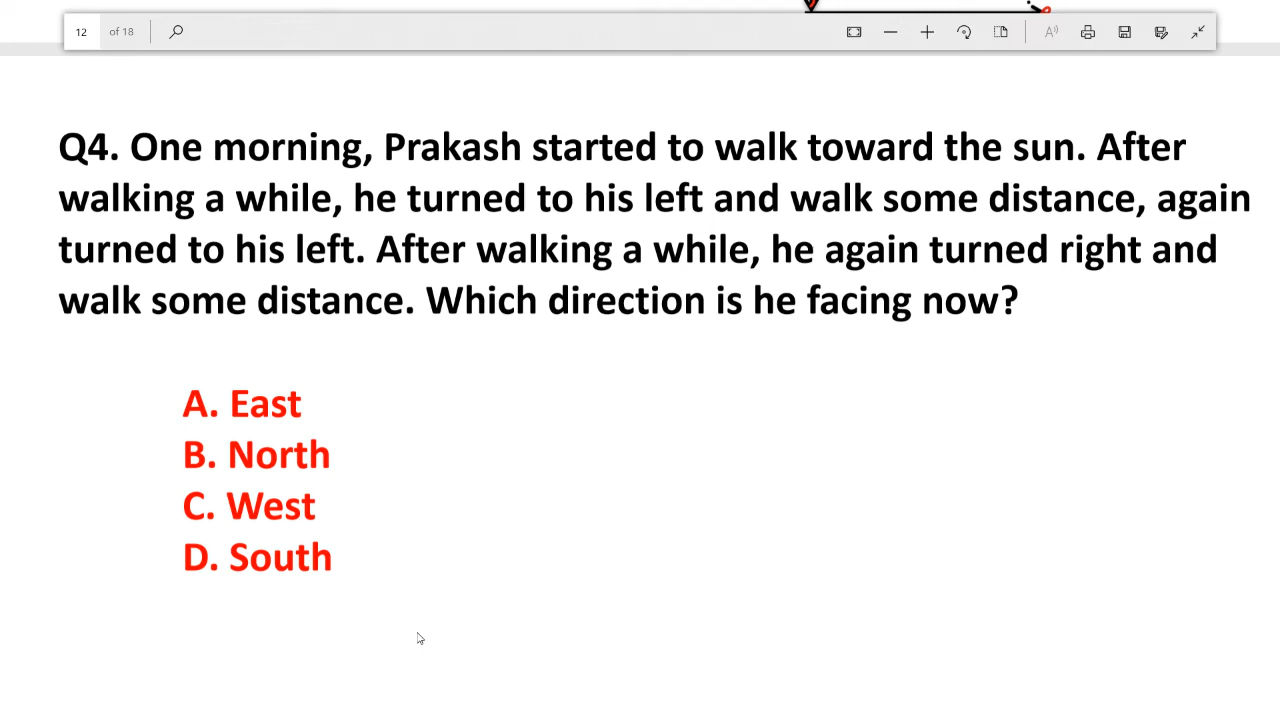 12 of 18
Q4. One morning, Prakash started to walk toward the sun. After
walking a while, he turned to his left and walk some distance, again
turned to his left. After walking a while, he again turned right and
walk some distance. Which direction is he facing now?
A. East
B. North
C. West
D. South